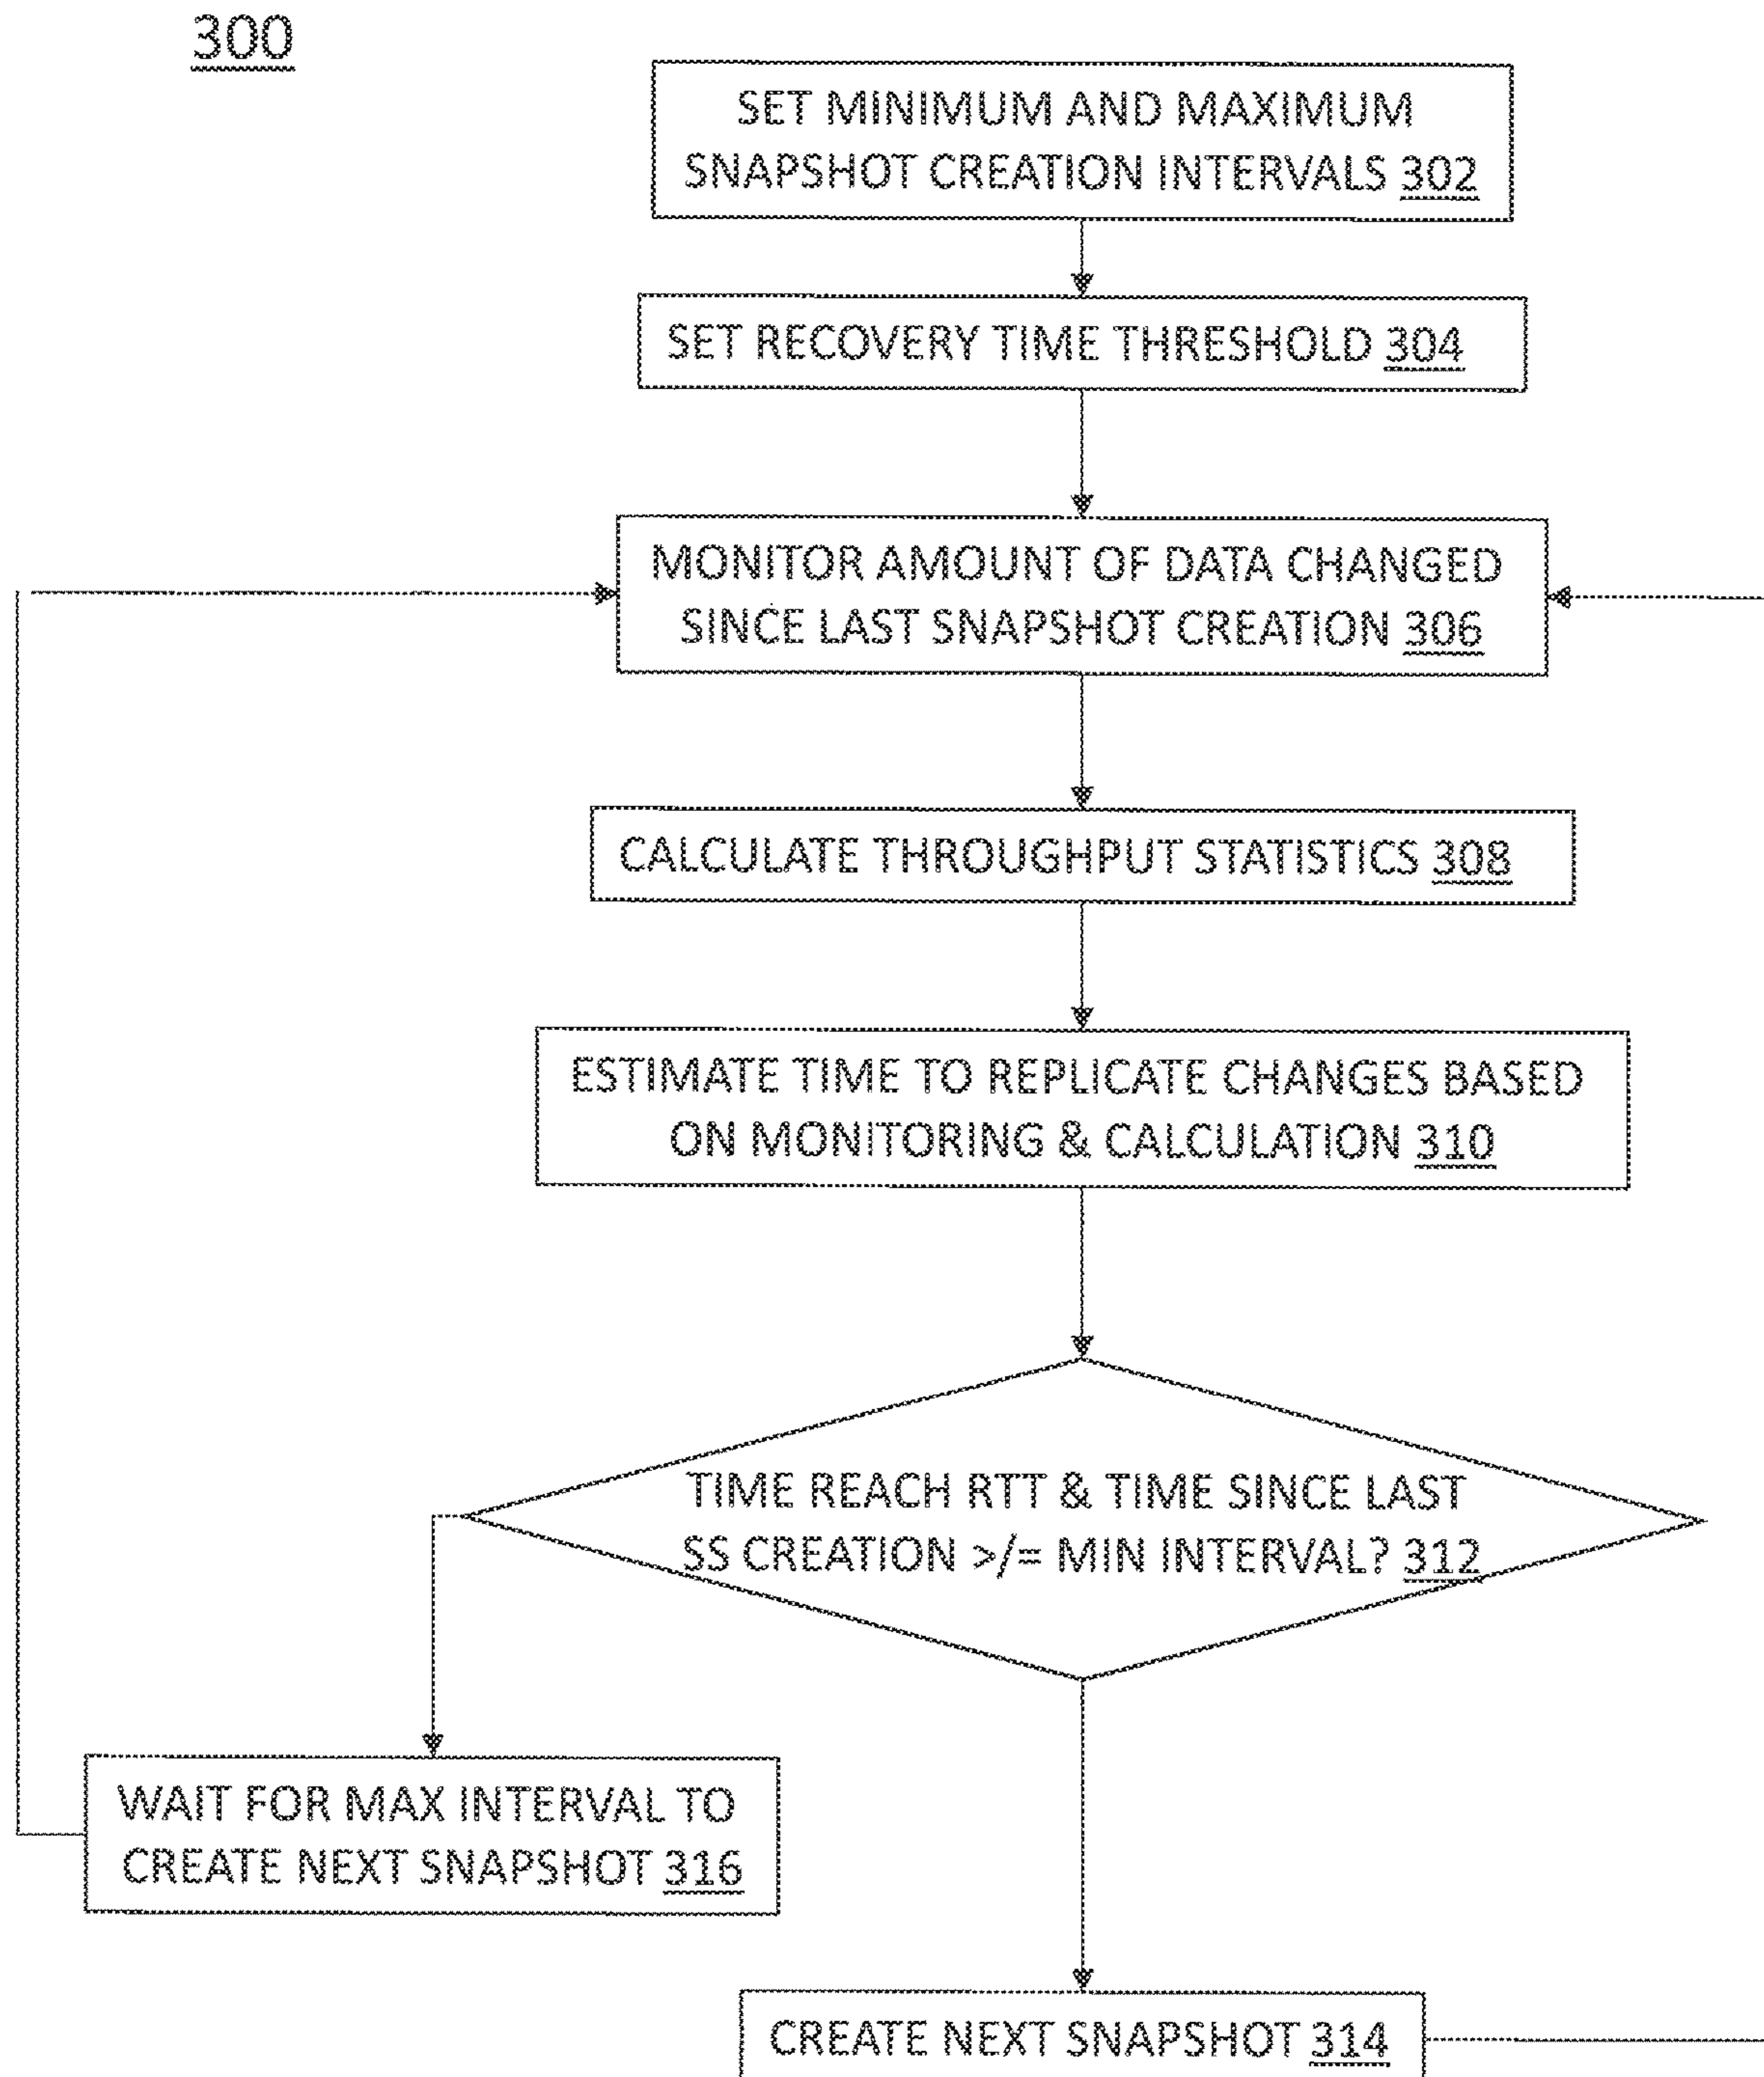 300
SET MINIMUM AND MAXIMUM
SNAPSHOT CREATION INTERVALS 302
SET RECOVERY TIME THRESHOLD 304
MONITOR AMOUNT OF DATA CHANGED
SINCE LAST SNAPSHOT CREATION 306
CALCULATE THROUGHPUT STATISTICS 308
ESTIMATE TIME TO REPLICATE CHANGES BASED
ON MONITORING & CALCULATION 310
TIME REACH RTT & TIME SINCE LAST
SS CREATION >/= MIN INTERVAL? 312
WAIT FOR MAX INTERVAL TO
CREATE NEXT SNAPSHOT 316
CREATE NEXT SNAPSHOT 314